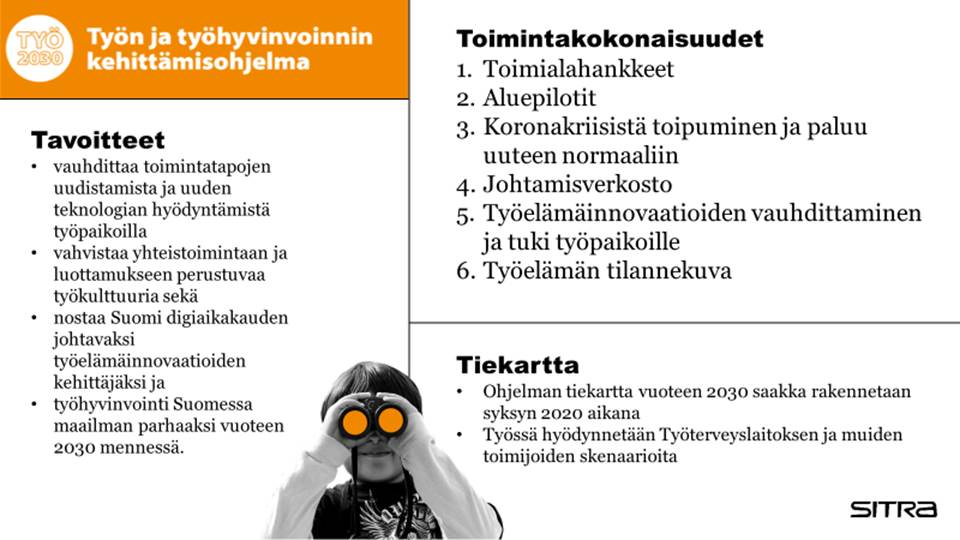 TYÖ
2030
Työn ja työhyvinvoinnin
kehittämisohjelma
Tavoitteet
• vauhdittaa toimintatapojen
uudistamista ja uuden
teknologian hyödyntämistä
työpaikoilla
• vahvistaa yhteistoimintaan ja
luottamukseen perustuvaa
työkulttuuria sekä
• nostaa Suomi digiaikakauden
johtavaksi
työelämäinnovaatioiden
kehittäjäksi ja
• työhyvinvointi Suomessa
maailman parhaaksi vuoteen
2030 mennessä.
Toimintakokonaisuudet
1. Toimialahankkeet
2. Aluepilotit
3. Koronakriisistä toipuminen ja paluu
uuteen normaaliin
4. Johtamisverkosto
5. Työelämäinnovaatioiden vauhdittaminen
ja tuki työpaikoille
6. Työelämän tilannekuva
Tiekartta
• Ohjelman tiekartta vuoteen 2030 saakka rakennetaan
syksyn 2020 aikana
• Työssä hyödynnetään Työterveyslaitoksen ja muiden
toimijoiden skenaarioita
SITRA